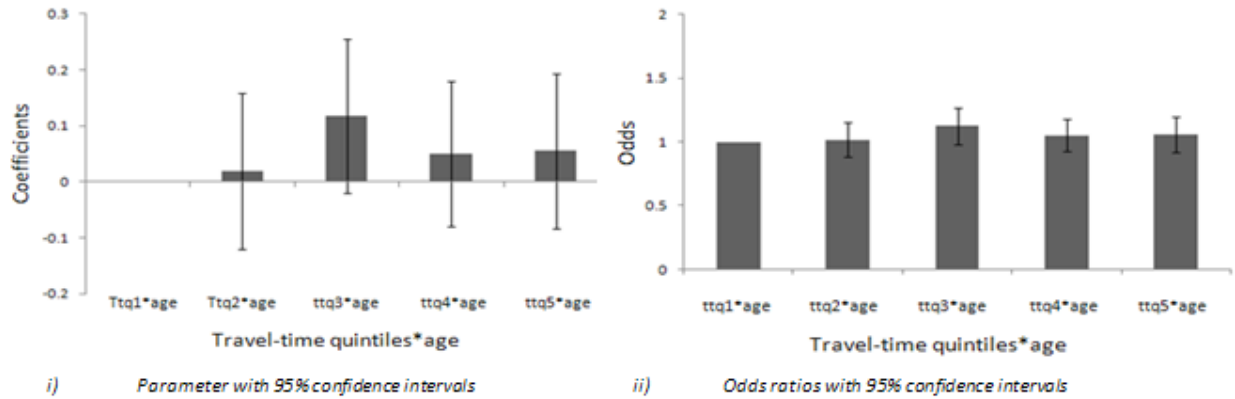 0.3
0.2
0.1
0
-0.1
-0.2
Coefficients
Ttq1*age Ttq2*age ttq3*age ttq4*age ttq5*age
Travel-time quintiles*age
i) Parameter with 95% confidence intervals
2
1.5
1
0.5
0
Odds
ttq1*age ttq2*age ttq3*age ttq4*age ttq5*age
Travel-time quintiles*age
ii) Odds ratios with 95% confidence intervals